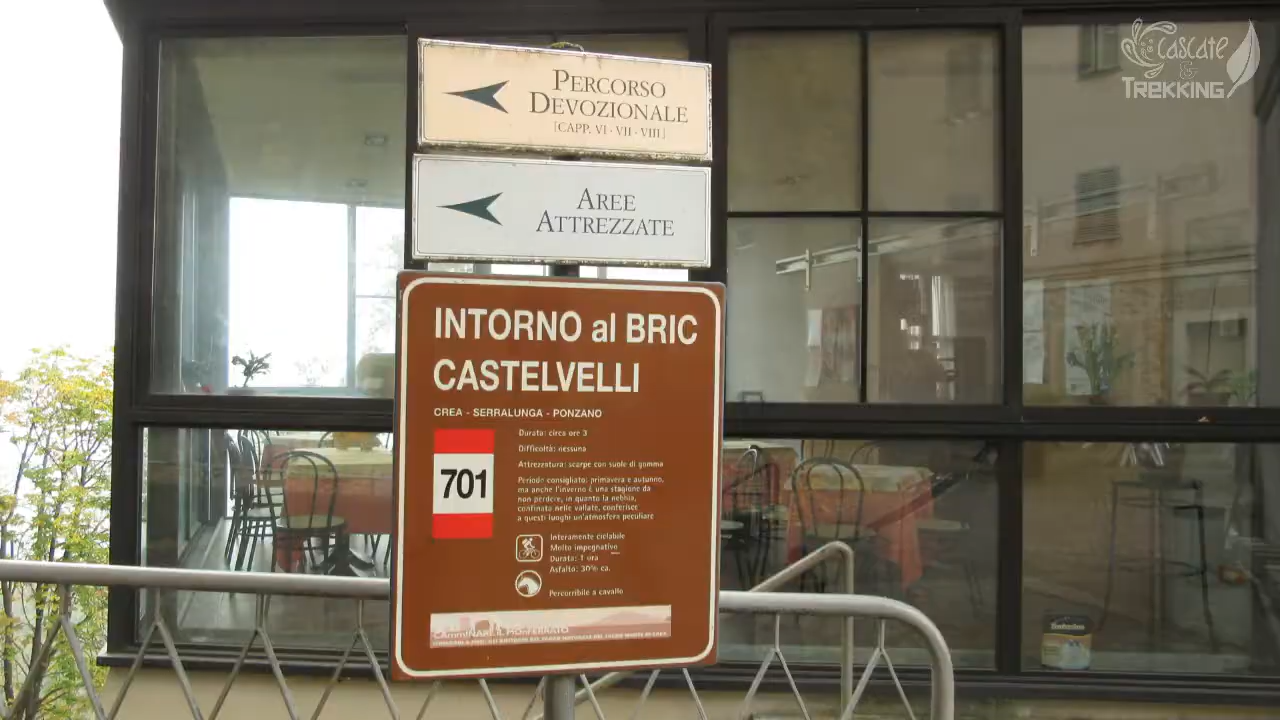 Cascate
&
TREKKING
PERCORSO
DEVOZIONALE
[CAPP. VI · VII · VIII]
AREE
ATTREZZATE
INTORNO al BRIC
CASTELVELLI
CREA - SERRALUNGA - PONZANO
701
Durata: circa ore 3
Difficoltà: nessuna
Attrezzatura: scarpe con suole di gomma
Periodo consigliato: primavera e autunno,
ma anche l'inverno è una stagione da
non perdere, in quanto la nebbia,
confinata nelle vallate, conferisce
a questi luoghi un'atmosfera peculiare
Interamente ciclabile
Molto impegnativo
Durata: 1 ora
Asfalto: 30% ca.
Percorribile a cavallo
CAmmINARE IL MONFERRATO